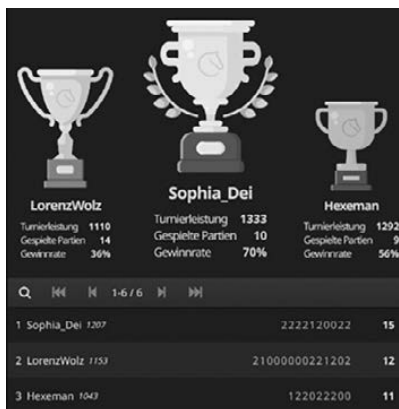 LorenzWolz
Turnierleistung 1110
Gespielte Partien 14
Gewinnrate 36%
Sophia_Dei
Turnierleistung 1333
Gespielte Partien 10
Gewinnrate 70%
Hexeman
Turnierleistung 1292
Gespielte Partien 9
Gewinnrate 56%
1-6 / 6
1 Sophia_Dei 1207 2222120022 15
2 LorenzWolz 1153 21000000221202 12
3 Hexeman 1043 122022200 11